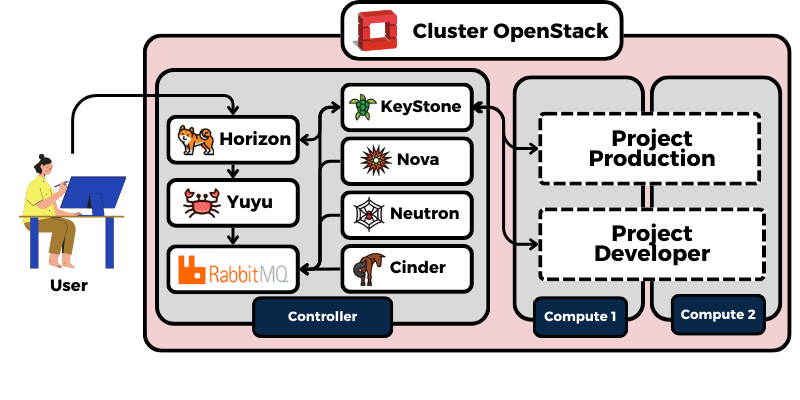 Cluster OpenStack
Horizon
Yuyu
RabbitMQ
KeyStone
Nova
Neutron
Cinder
Controller
Project
Production
Project
Developer
Compute 1
Compute 2
User